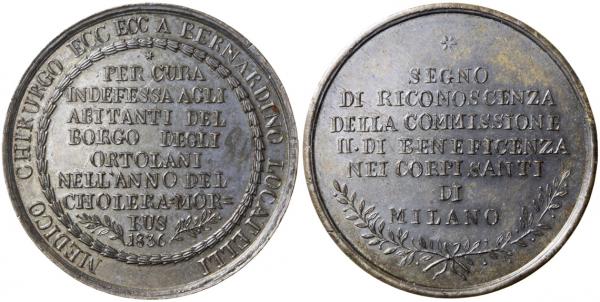 MEDICO CHIRURGO ECC ECC A BERNARDINO LOCATELLI
PER CURA
INDEFESSA AGLI
ABITANTI DEL
BORGO DEGLI
ORTOLANI
NELL'ANNO DEL
CHOLERA=MOR=
BUS
1836
SEGNO
DI RICONOSCENZA
DELLA COMMISSIONE
II. DI BENEFICENZA
NEI CORPI SANTI
DI
MILANO